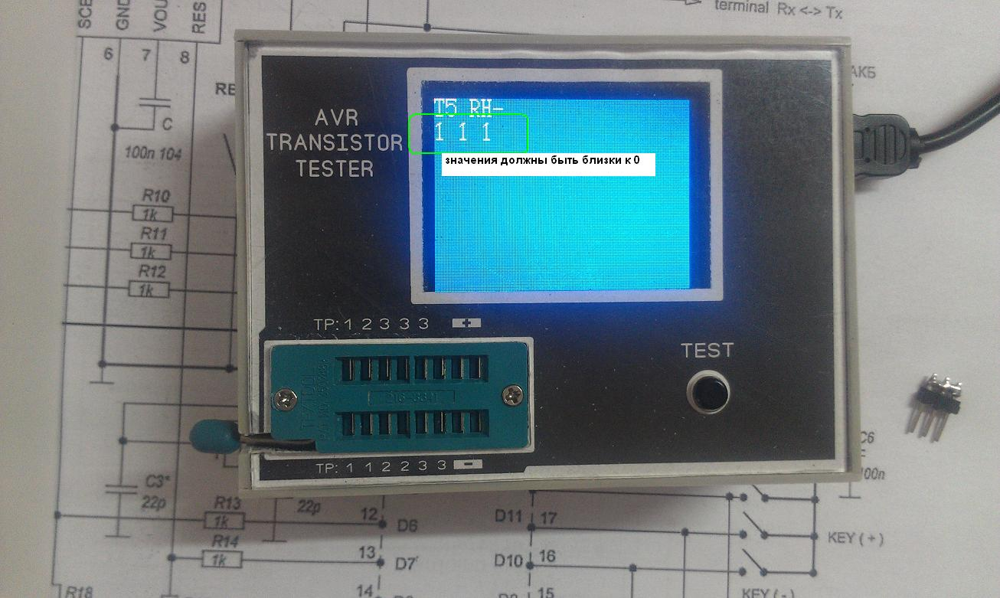 SCE
GND
VOU
RES
6
7
8
terminal Rx <-> Tx
АКБ
RE
C
100n 104
R10
1k
R11
1k
R12
1k
AVR
TRANSISTOR
TESTER
T5 RH-
1 1 1
значения должны быть близки к 0
TP: 1 2 3 3 3 +
TEST
TP: 1 1 2 2 3 3 -
C3*
22p
22p
R13
1k
R14
1k
R18
12
D6
13
D7
14
D11
17
D10
16
15
C6
100n
KEY (+)
KEY (-)